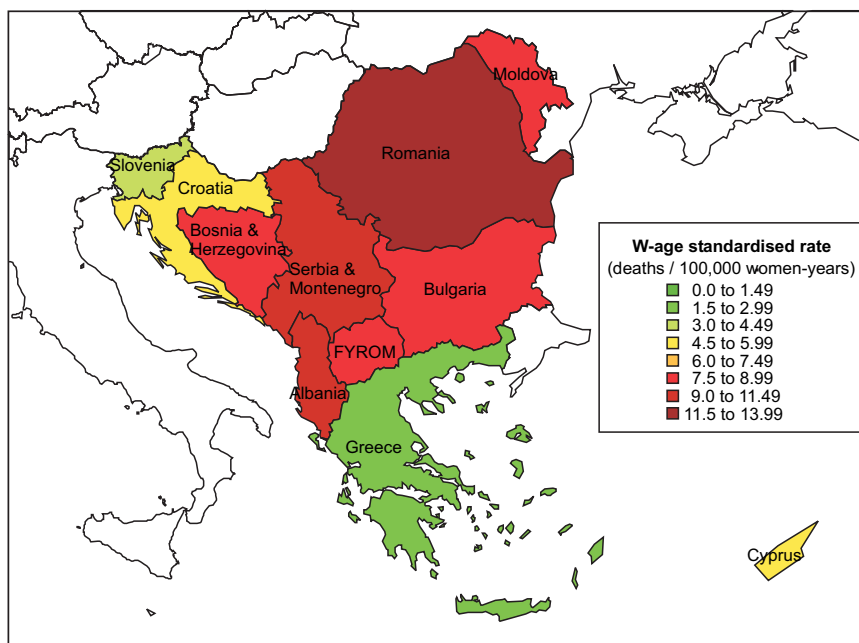 Moldova
Romania
Slovenia
Croatia
Bosnia &
Herzegovina
Serbia &
Montenegro
Bulgaria
FYROM
Albania
Greece
Cyprus
W-age standardised rate
(deaths / 100,000 women-years)
0.0 to 1.49
1.5 to 2.99
3.0 to 4.49
4.5 to 5.99
6.0 to 7.49
7.5 to 8.99
9.0 to 11.49
11.5 to 13.99